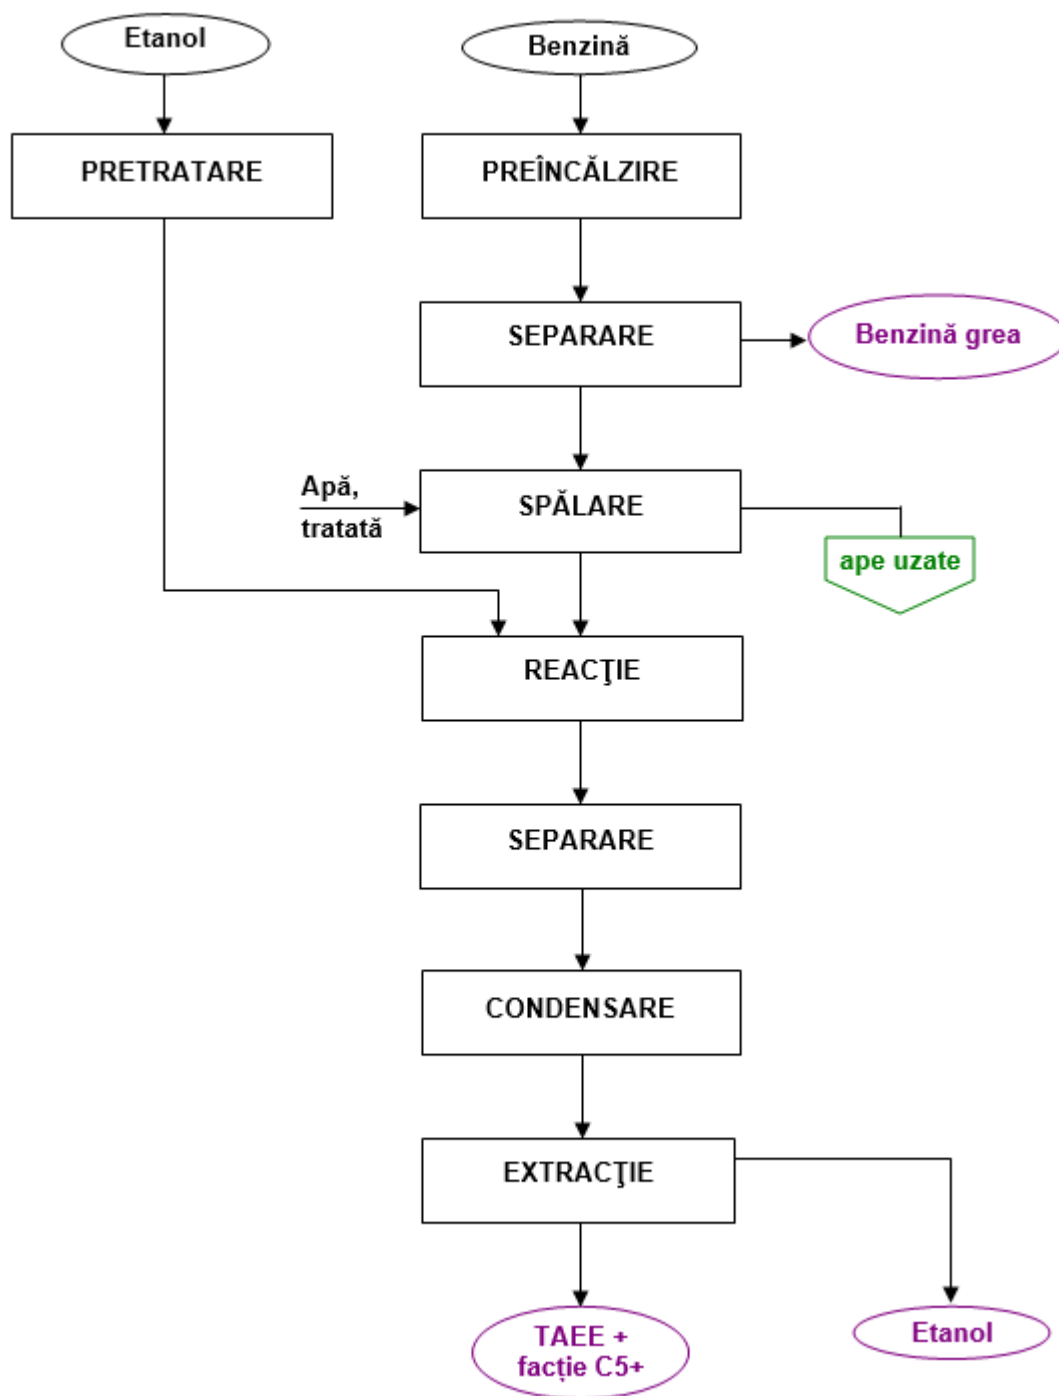 Etanol
Benzină
PRETRATARE
PREÎNCĂLZIRE
SEPARARE
Benzină grea
Apă,
tratată
SPĂLARE
ape uzate
REACŢIE
SEPARARE
CONDENSARE
EXTRACŢIE
TAEE +
facție C5+
Etanol